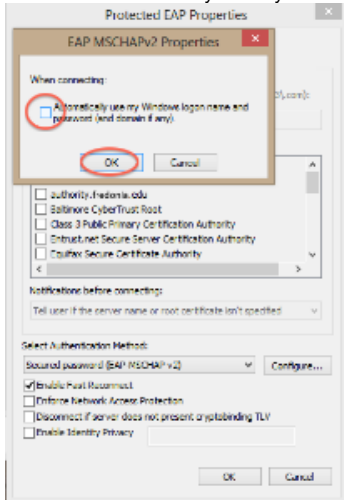 Protected EAP Properties
EAP MSCHAPv2 Properties
When connecting:
Automatically use my Windows logon name and
password (and domain if any).
OK Cancel
authority.fredonia.edu
Baltimore CyberTrust Root
Class 3 Public Primary Certification Authority
Entrust.net Secure Server Certification Authority
Equifax Secure Certificate Authority
Notifications before connecting:
Tell user if the server name or root certificate isn't specified
Select Authentication Method:
Secured password (EAP-MSCHAP v2) Configure...
Enable Fast Reconnect
Enforce Network Access Protection
Disconnect if server does not present cryptobinding TLV
Enable Identity Privacy
OK Cancel